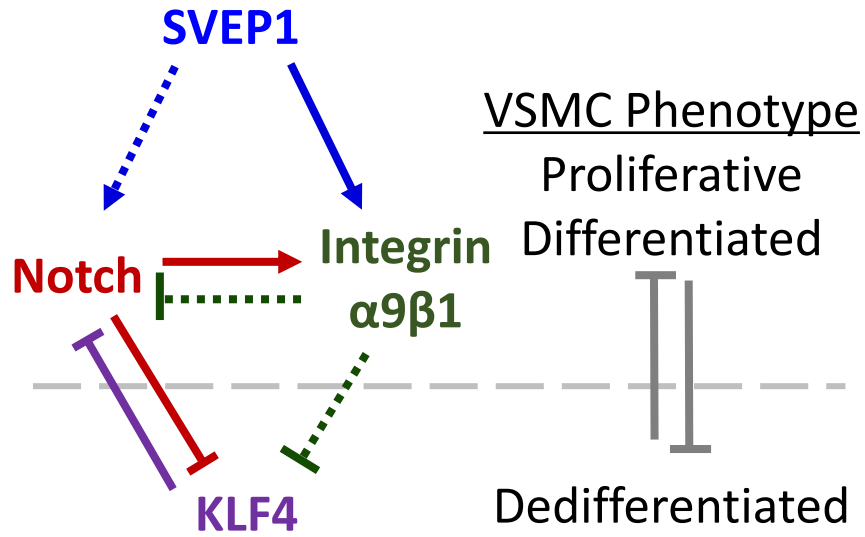 SVEP1
Notch
Integrin
α9β1
KLF4
VSMC Phenotype
Proliferative
Differentiated
Dedifferentiated